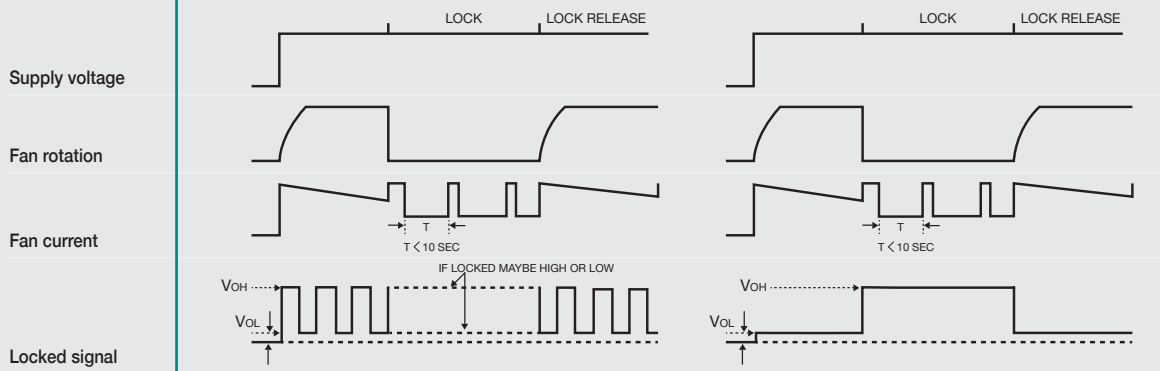 LOCK LOCK RELEASE LOCK LOCK RELEASE
Supply voltage
Fan rotation
Fan current
T T
T < 10 SEC T < 10 SEC
IF LOCKED MAYBE HIGH OR LOW
VOH VOH
VOL VOL
Locked signal